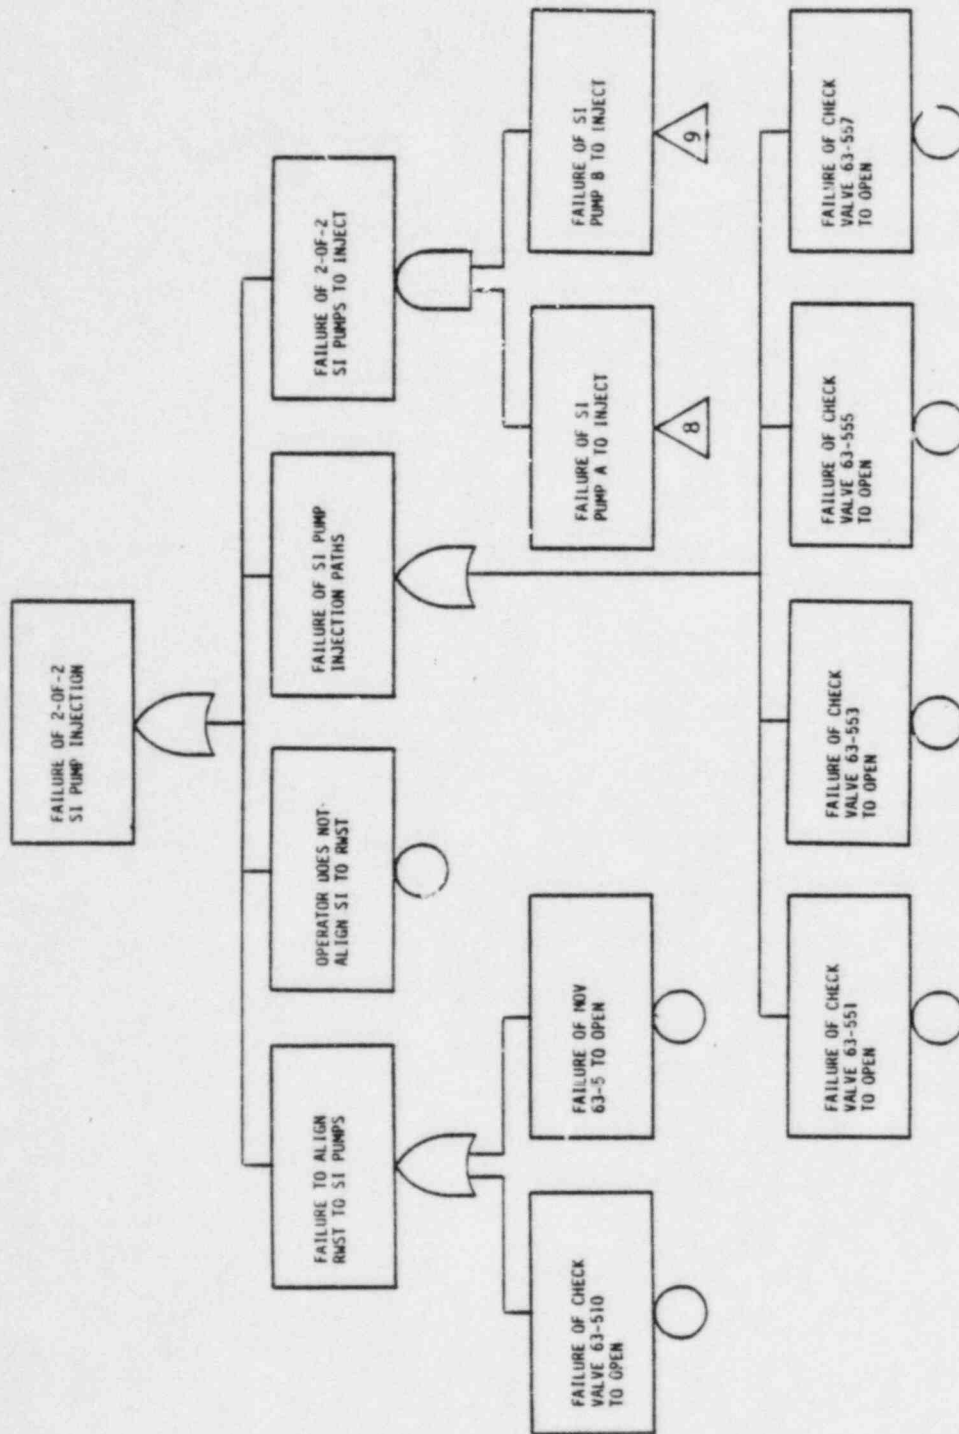 FAILURE OF 2-OF-2
SI PUMP INJECTION
FAILURE TO ALIGN
RWST TO SI PUMPS
OPERATOR DOES NOT
ALIGN SI TO RWST
FAILURE OF SI PUMP
INJECTION PATHS
FAILURE OF 2-OF-2
SI PUMPS TO INJECT
FAILURE OF CHECK
VALVE 63-510
TO OPEN
FAILURE OF MOV
63-5 TO OPEN
FAILURE OF SI
PUMP A TO INJECT
8
FAILURE OF SI
PUMP B TO INJECT
9
FAILURE OF CHECK
VALVE 63-551
TO OPEN
FAILURE OF CHECK
VALVE 63-553
TO OPEN
FAILURE OF CHECK
VALVE 63-555
TO OPEN
FAILURE OF CHECK
VALVE 63-557
TO OPEN